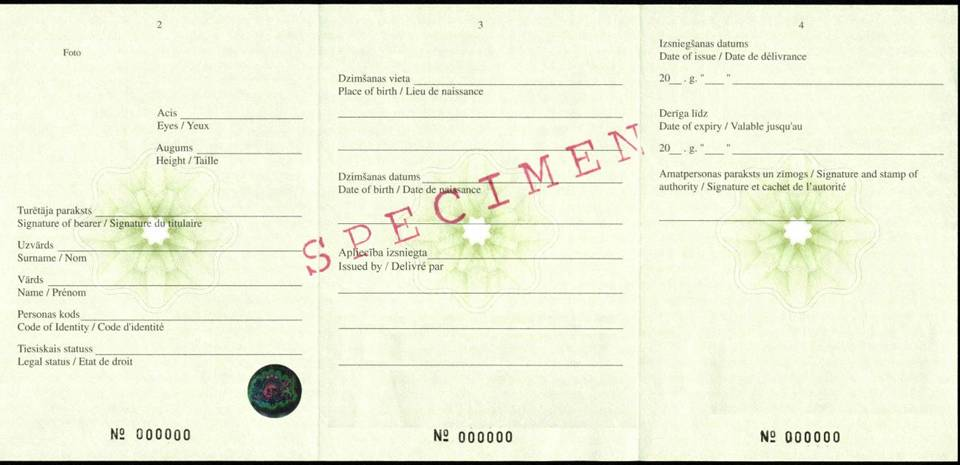 2
Foto
Acis
Eyes / Yeux
Augums
Height / Taille
Turētāja paraksts
Signature of bearer / Signature du titulaire
Uzvārds
Surname / Nom
Vārds
Name / Prénom
Personas kods
Code of Identity / Code d'identité
Tiesiskais statuss
Legal status / Etat de droit
№ 000000
3
Dzimšanas vieta
Place of birth / Lieu de naissance
Dzimšanas datums
Date of birth / Date de naissance
Apliecība izsniegta
Issued by / Delivré par
SPECIMEN
№ 000000
4
Izsniegšanas datums
Date of issue / Date de délivrance
20__ . g. "___ "
Derīga līdz
Date of expiry / Valable jusqu'au
20__ . g. "___ "
Amatpersonas paraksts un zīmogs / Signature and stamp of
authority / Signature et cachet de l'autorité
№ 000000